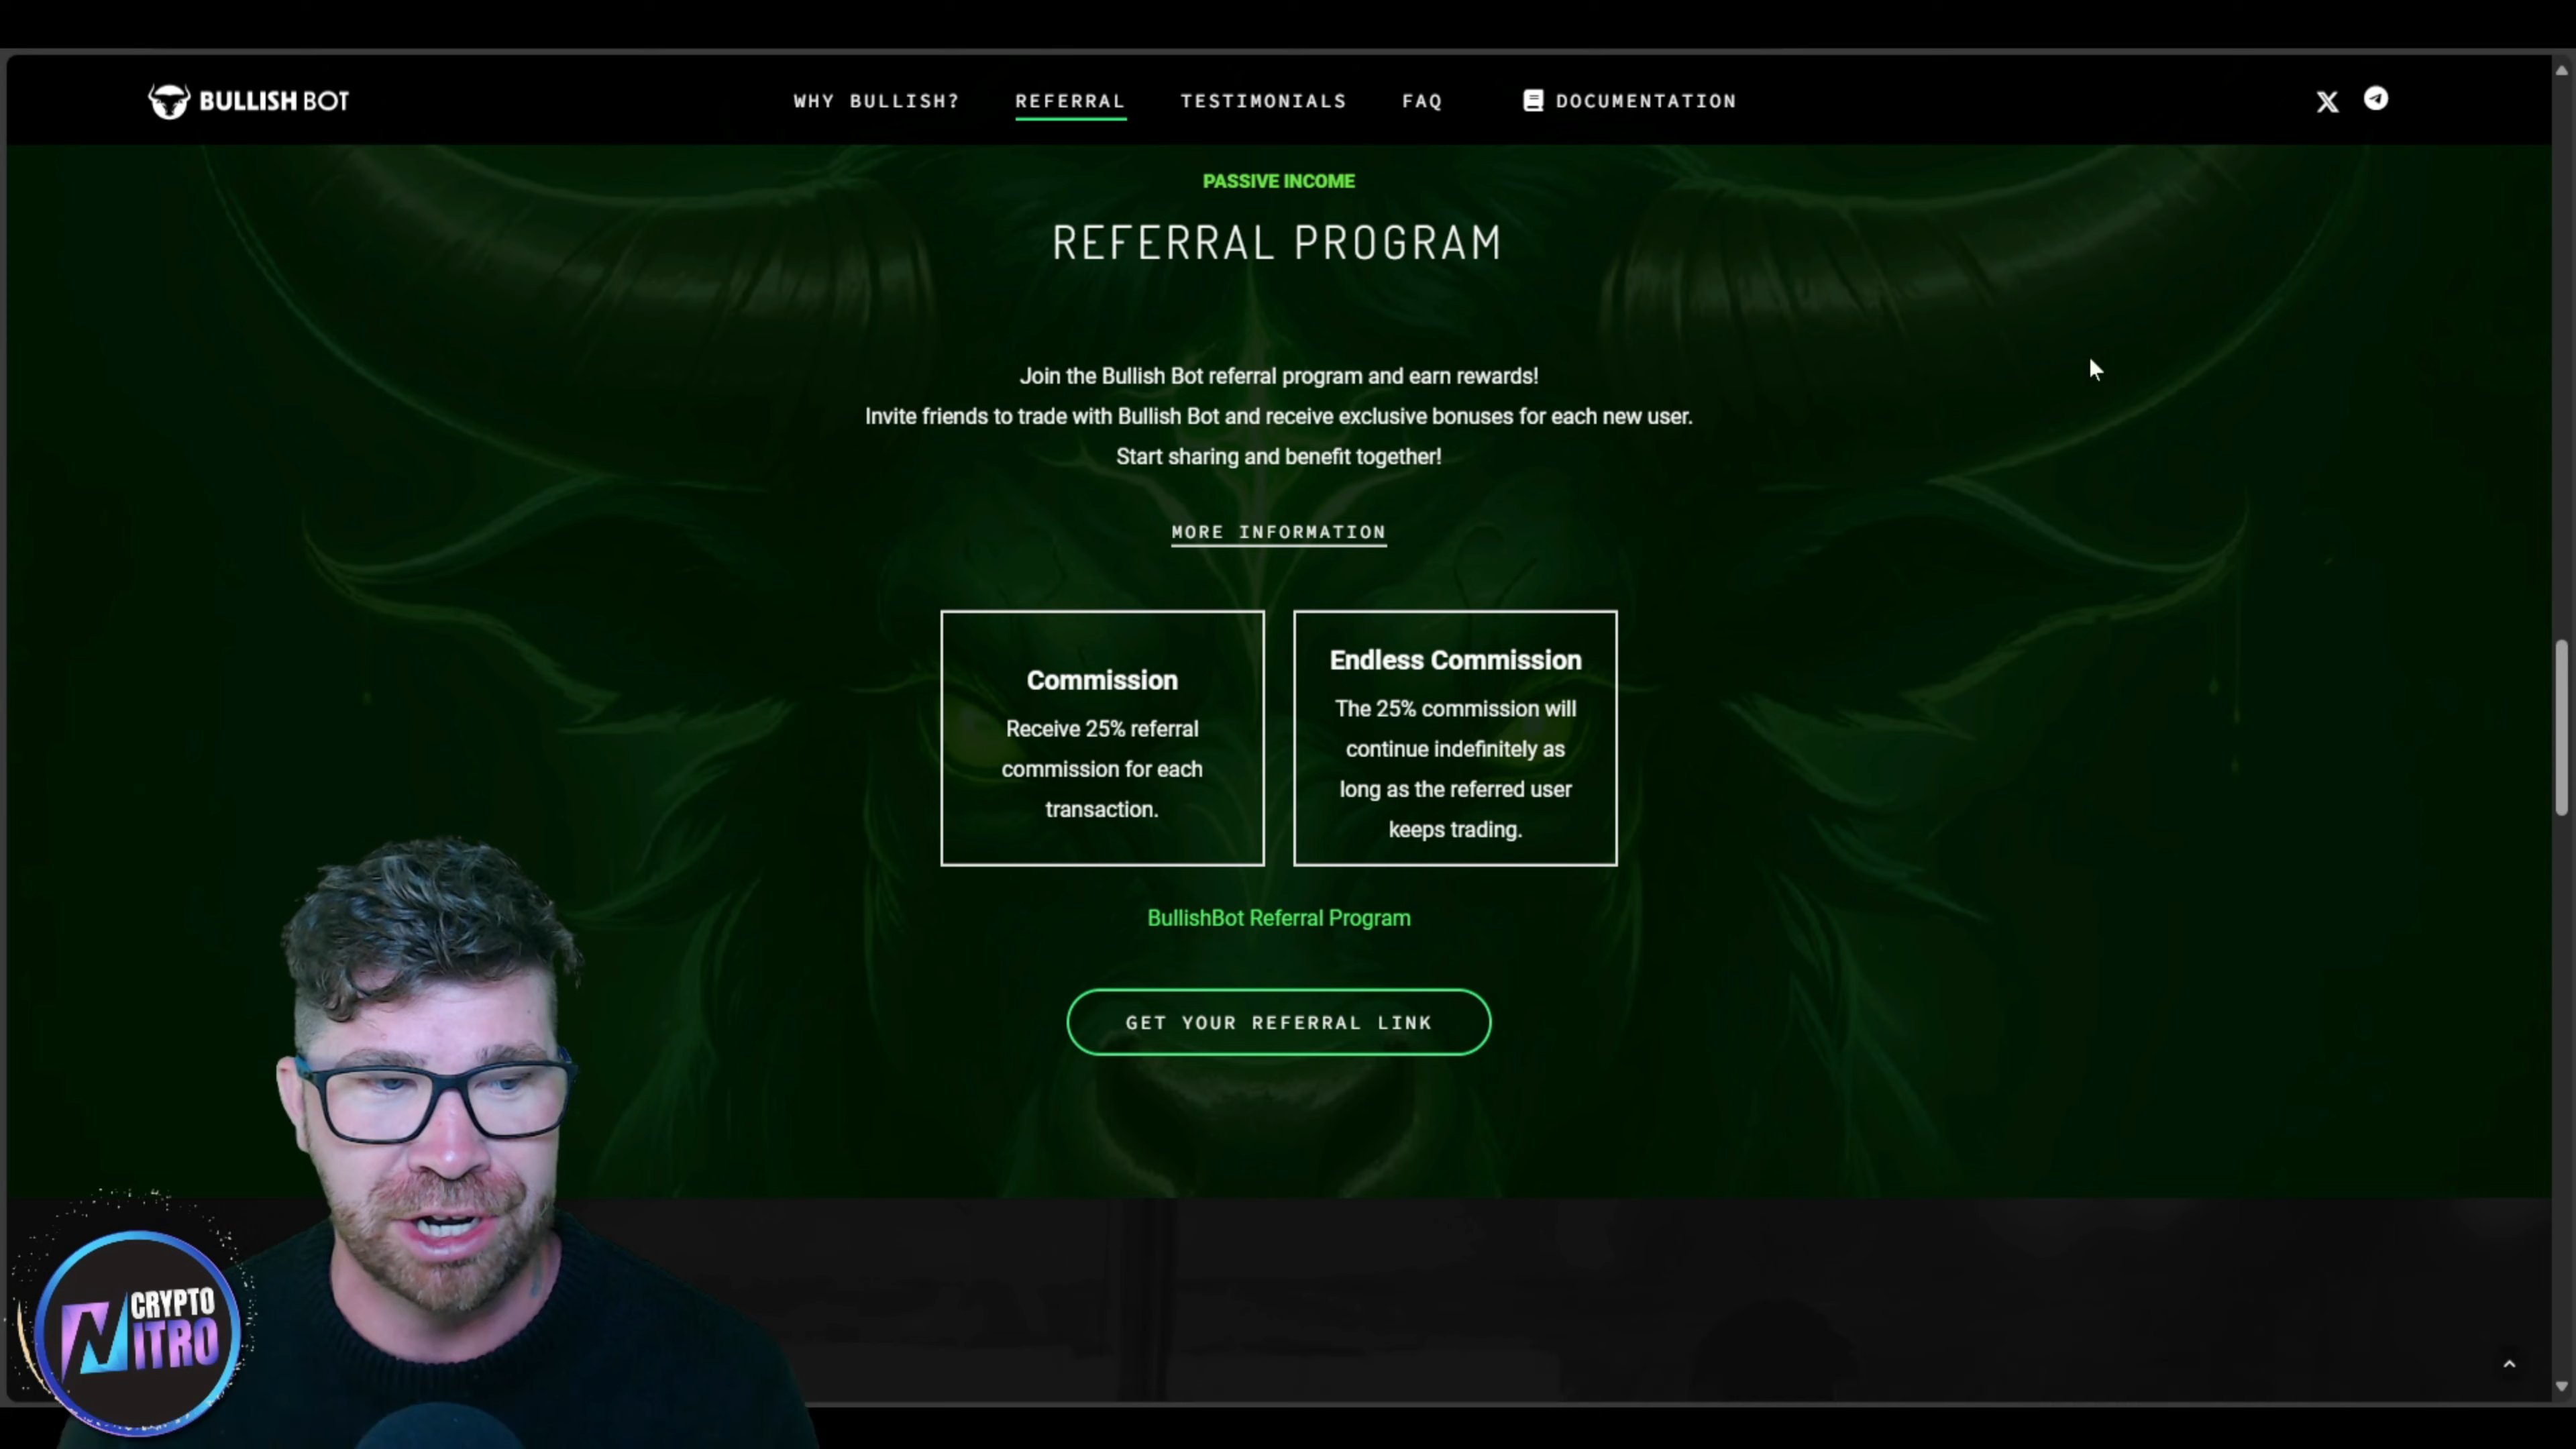 BULLISH BOT
WHY BULLISH?
REFERRAL
TESTIMONIALS
FAQ
DOCUMENTATION
PASSIVE INCOME
REFERRAL PROGRAM
Join the Bullish Bot referral program and earn rewards!
Invite friends to trade with Bullish Bot and receive exclusive bonuses for each new user.
Start sharing and benefit together!
MORE INFORMATION
Commission
Receive 25% referral
commission for each
transaction.
Endless Commission
The 25% commission will
continue indefinitely as
long as the referred user
keeps trading.
BullishBot Referral Program
GET YOUR REFERRAL LINK
CRYPTO
NITRO